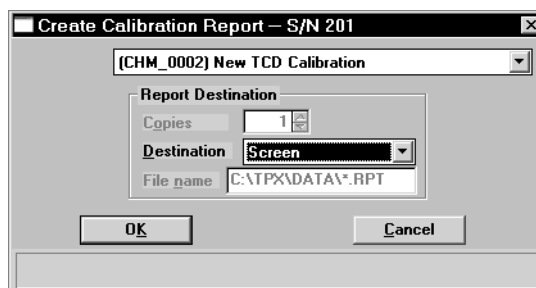 Create Calibration Report — S/N 201
(CHM_0002) New TCD Calibration
Report Destination
Copies 1
Destination Screen
File name C:\TPX\DATA\*.RPT
OK Cancel